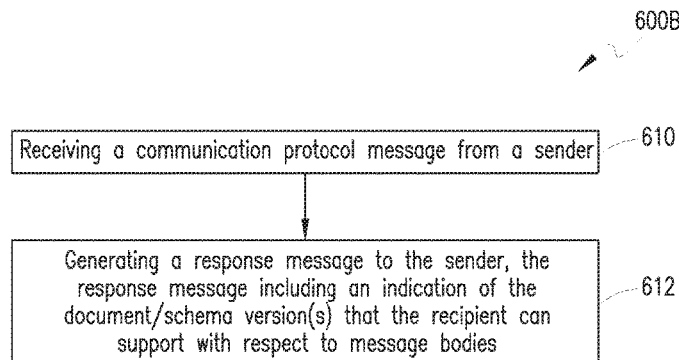 600B
Receiving a communication protocol message from a sender
610
Generating a response message to the sender, the
response message including an indication of the
document/schema version(s) that the recipient can
support with respect to message bodies
612